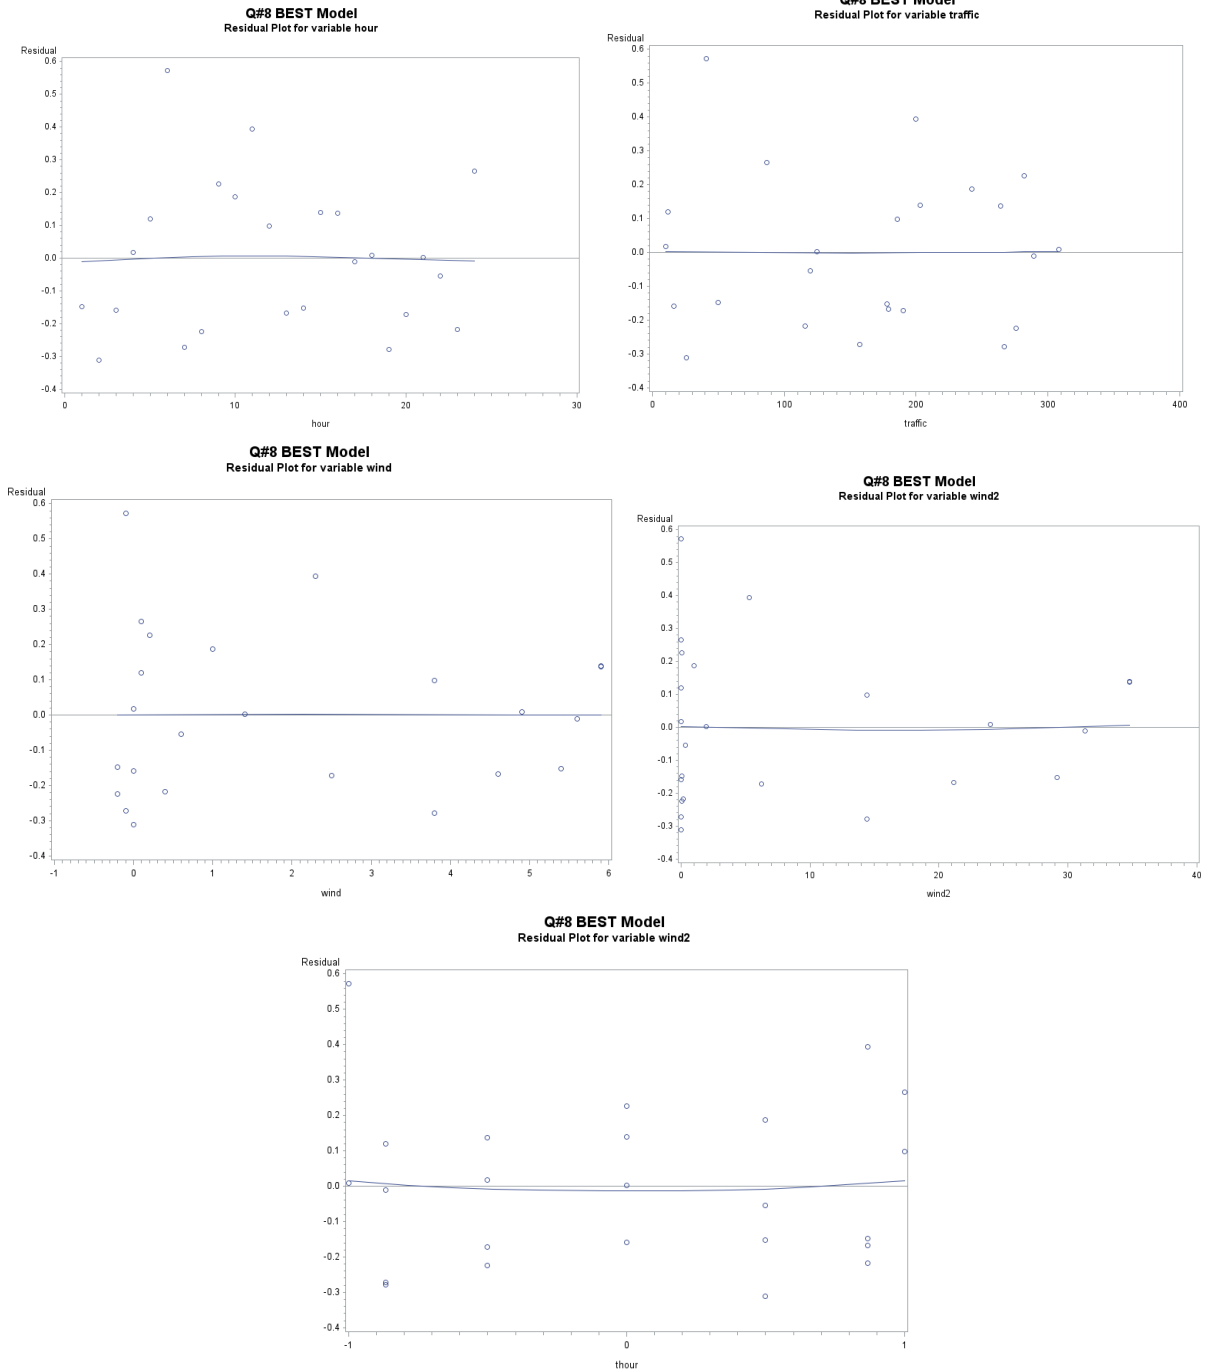 Q#8 BEST Model
Residual Plot for variable hour
Residual
0.6
0.5
0.4
0.3
0.2
0.1
0.0
-0.1
-0.2
-0.3
-0.4
0 10 20 30
hour
Q#8 BEST Model
Residual Plot for variable traffic
Residual
0.6
0.5
0.4
0.3
0.2
0.1
0.0
-0.1
-0.2
-0.3
-0.4
0 100 200 300 400
traffic
Q#8 BEST Model
Residual Plot for variable wind
Residual
0.6
0.5
0.4
0.3
0.2
0.1
0.0
-0.1
-0.2
-0.3
-0.4
-1 0 1 2 3 4 5 6
wind
Q#8 BEST Model
Residual Plot for variable wind2
Residual
0.6
0.5
0.4
0.3
0.2
0.1
0.0
-0.1
-0.2
-0.3
-0.4
0 10 20 30 40
wind2
Q#8 BEST Model
Residual Plot for variable wind2
Residual
0.6
0.5
0.4
0.3
0.2
0.1
0.0
-0.1
-0.2
-0.3
-0.4
-1 0 1
thour